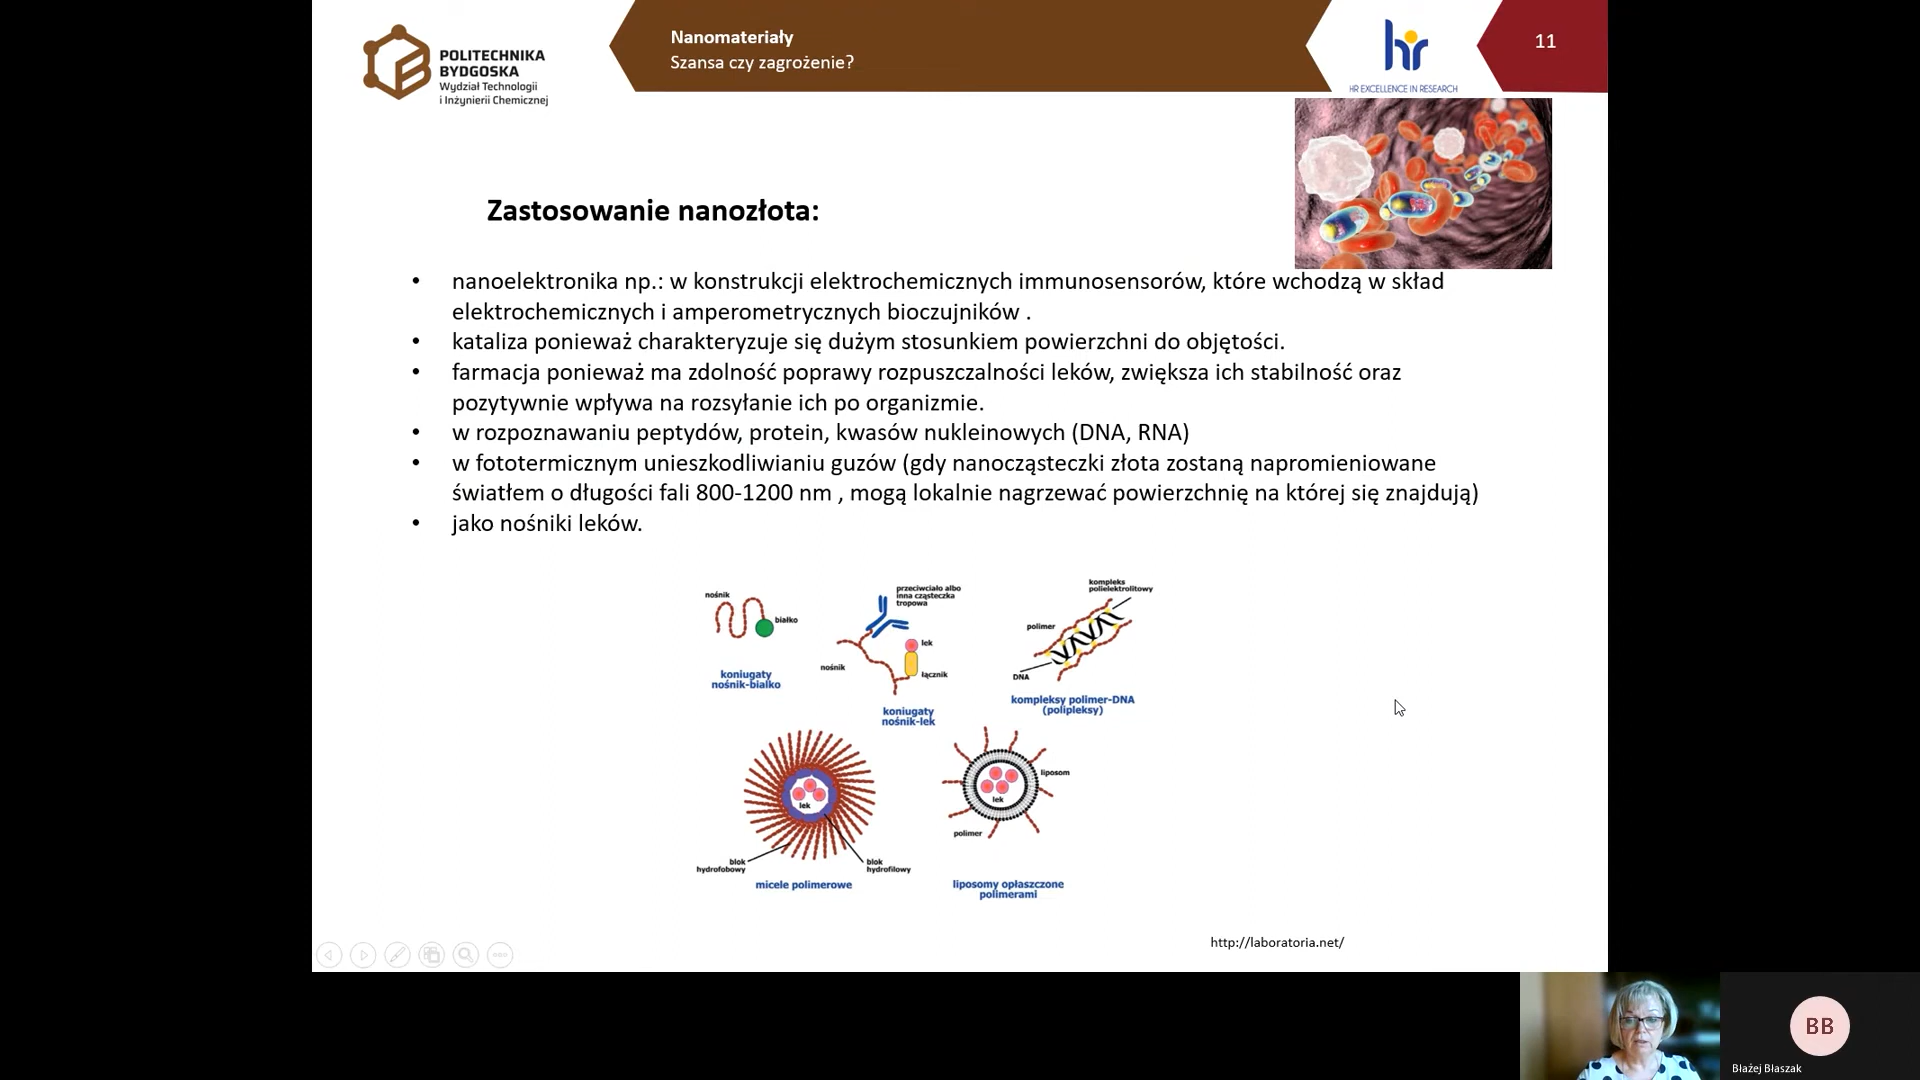 POLITECHNIKA
BYDGOSKA
Wydział Technologii
i Inżynierii Chemicznej
Nanomateriały
Szansa czy zagrożenie?
hr
HR EXCELLENCE IN RESEARCH
11
Zastosowanie nanozłota:
• nanoelektronika np.: w konstrukcji elektrochemicznych immunosensorów, które wchodzą w skład
elektrochemicznych i amperometrycznych bioczujników .
• kataliza ponieważ charakteryzuje się dużym stosunkiem powierzchni do objętości.
• farmacja ponieważ ma zdolność poprawy rozpuszczalności leków, zwiększa ich stabilność oraz
pozytywnie wpływa na rozsyłanie ich po organizmie.
• w rozpoznawaniu peptydów, protein, kwasów nukleinowych (DNA, RNA)
• w fototermicznym unieszkodliwianiu guzów (gdy nanocząsteczki złota zostaną napromieniowane
światłem o długości fali 800-1200 nm , mogą lokalnie nagrzewać powierzchnię na której się znajdują)
• jako nośniki leków.
nośnik
białko
koniugaty
nośnik-białko
przeciwciało albo
inna cząsteczka
tropowa
lek
nośnik
łącznik
koniugaty
nośnik-lek
kompleks
polielektrolitowy
polimer
DNA
kompleksy polimer-DNA
(polipleksy)
lek
blok
hydrofobowy
blok
hydrofilowy
micele polimerowe
liposom
lek
polimer
liposomy opłaszczone
polimerami
http://laboratoria.net/
BB
Błażej Błaszak